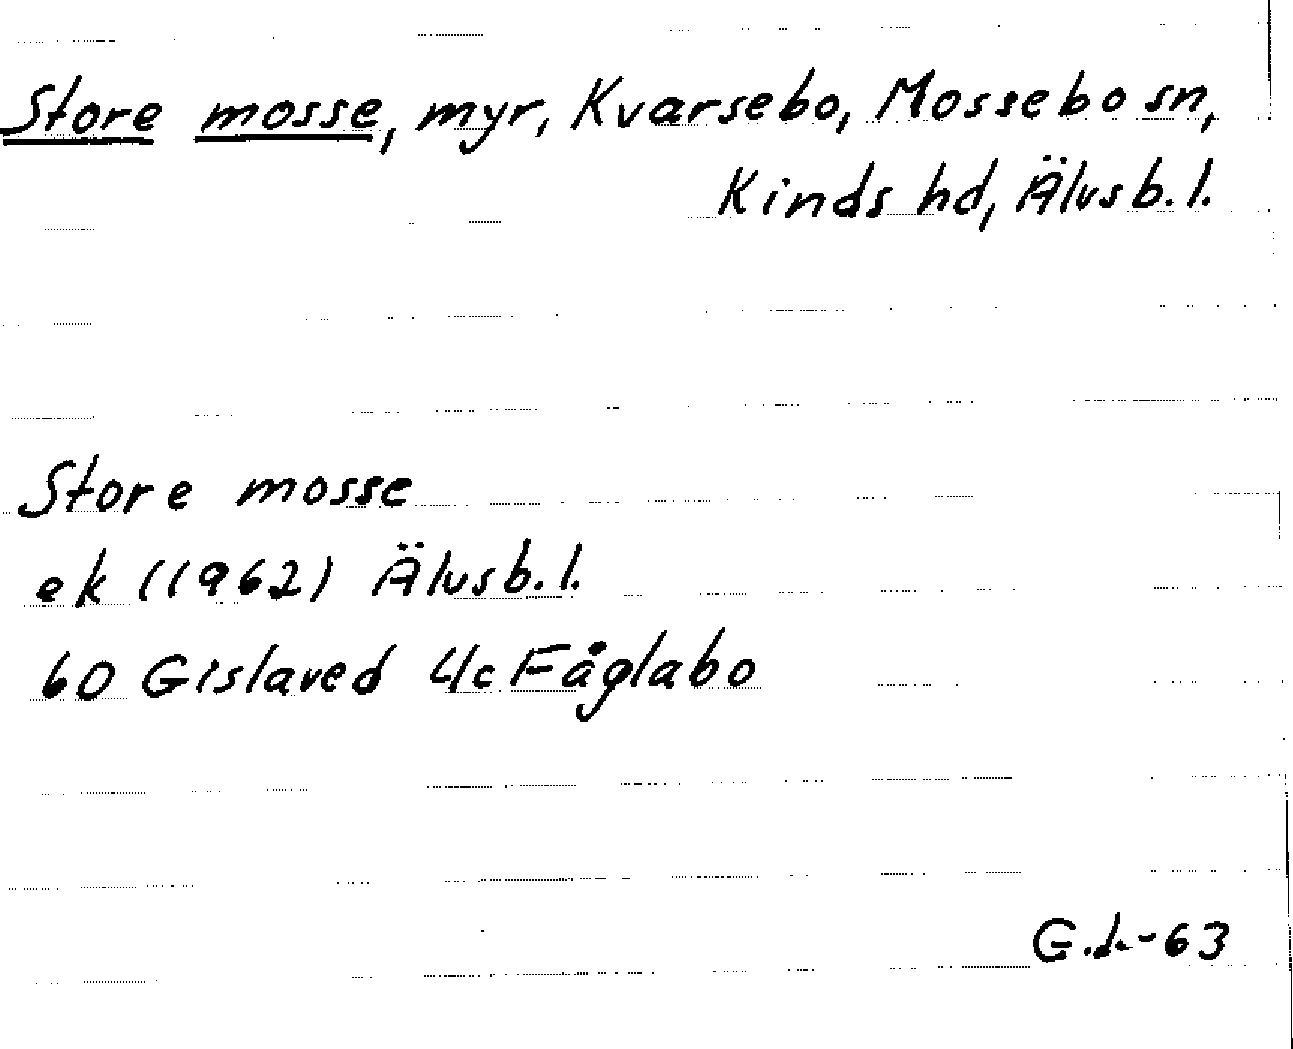 Store mosse, myr, Kvarsebo, Mossebo sn,
Kinds hd, Älvsb. l.
Store mosse
ek (1962) Älvsb. l.
60 Gislaved 4c Fåglabo
-63